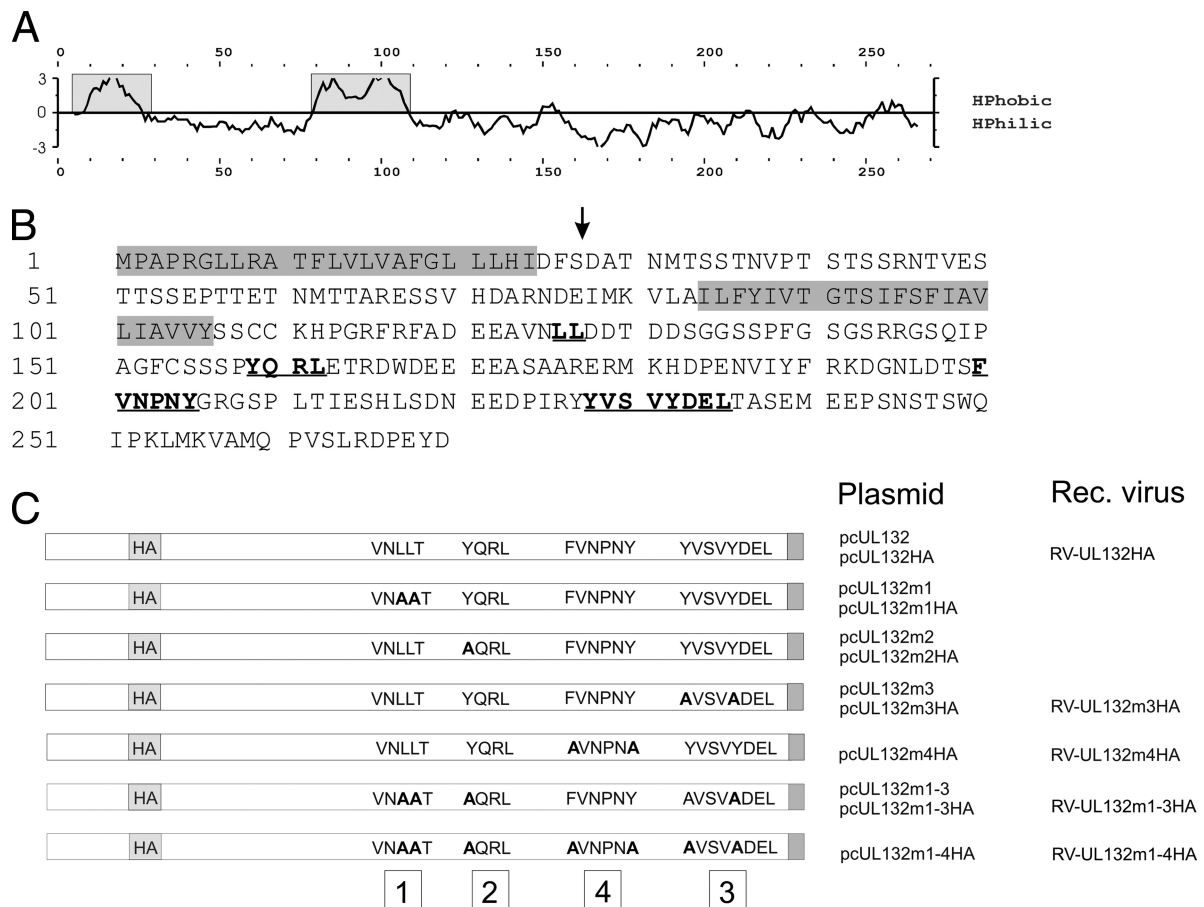 A
0 50 100 150 200 250
3
0
-3
HPhobic
HPhilic
0 50 100 150 200 250
B
1 MPAPRGLLRA TFLVLVAFGL LLHIDFSDAT NMTSSTNVPT STSSRNTVES
51 TTSSEPTTET NMTTARESSV HDARNDEIMK VLAILFYIVT GTSIFSFIAV
101 LIAVVYSSCC KHPGRFRFAD EEAVNLLDDT DDSGGSSPFG SGSRRGSQIP
151 AGFCSSSPYQ RLETRDWDEE EEASAARERM KHDPENVIYF RKDGNLDTSF
201 VNPNYGRGSP LTIESHLSDN EEDPIRYYVS VYDELTASEM EEPSNSTSWQ
251 IPKLMKVAMQ PVSLRDPEYD
C
Plasmid Rec. virus
HA VNLLT YQRL FVNPNY YVSVYDEL pcUL132
pcUL132HA RV-UL132HA
HA VNAAT YQRL FVNPNY YVSVYDEL pcUL132m1
pcUL132m1HA
HA VNLLT AQRL FVNPNY YVSVYDEL pcUL132m2
pcUL132m2HA
HA VNLLT YQRL FVNPNY AVSVADEL pcUL132m3
pcUL132m3HA RV-UL132m3HA
HA VNLLT YQRL AVNPNA YVSVYDEL pcUL132m4HA RV-UL132m4HA
HA VNAAT AQRL FVNPNY AVSVADEL pcUL132m1-3
pcUL132m1-3HA RV-UL132m1-3HA
HA VNAAT AQRL AVNPNA AVSVADEL pcUL132m1-4HA RV-UL132m1-4HA
1 2 4 3